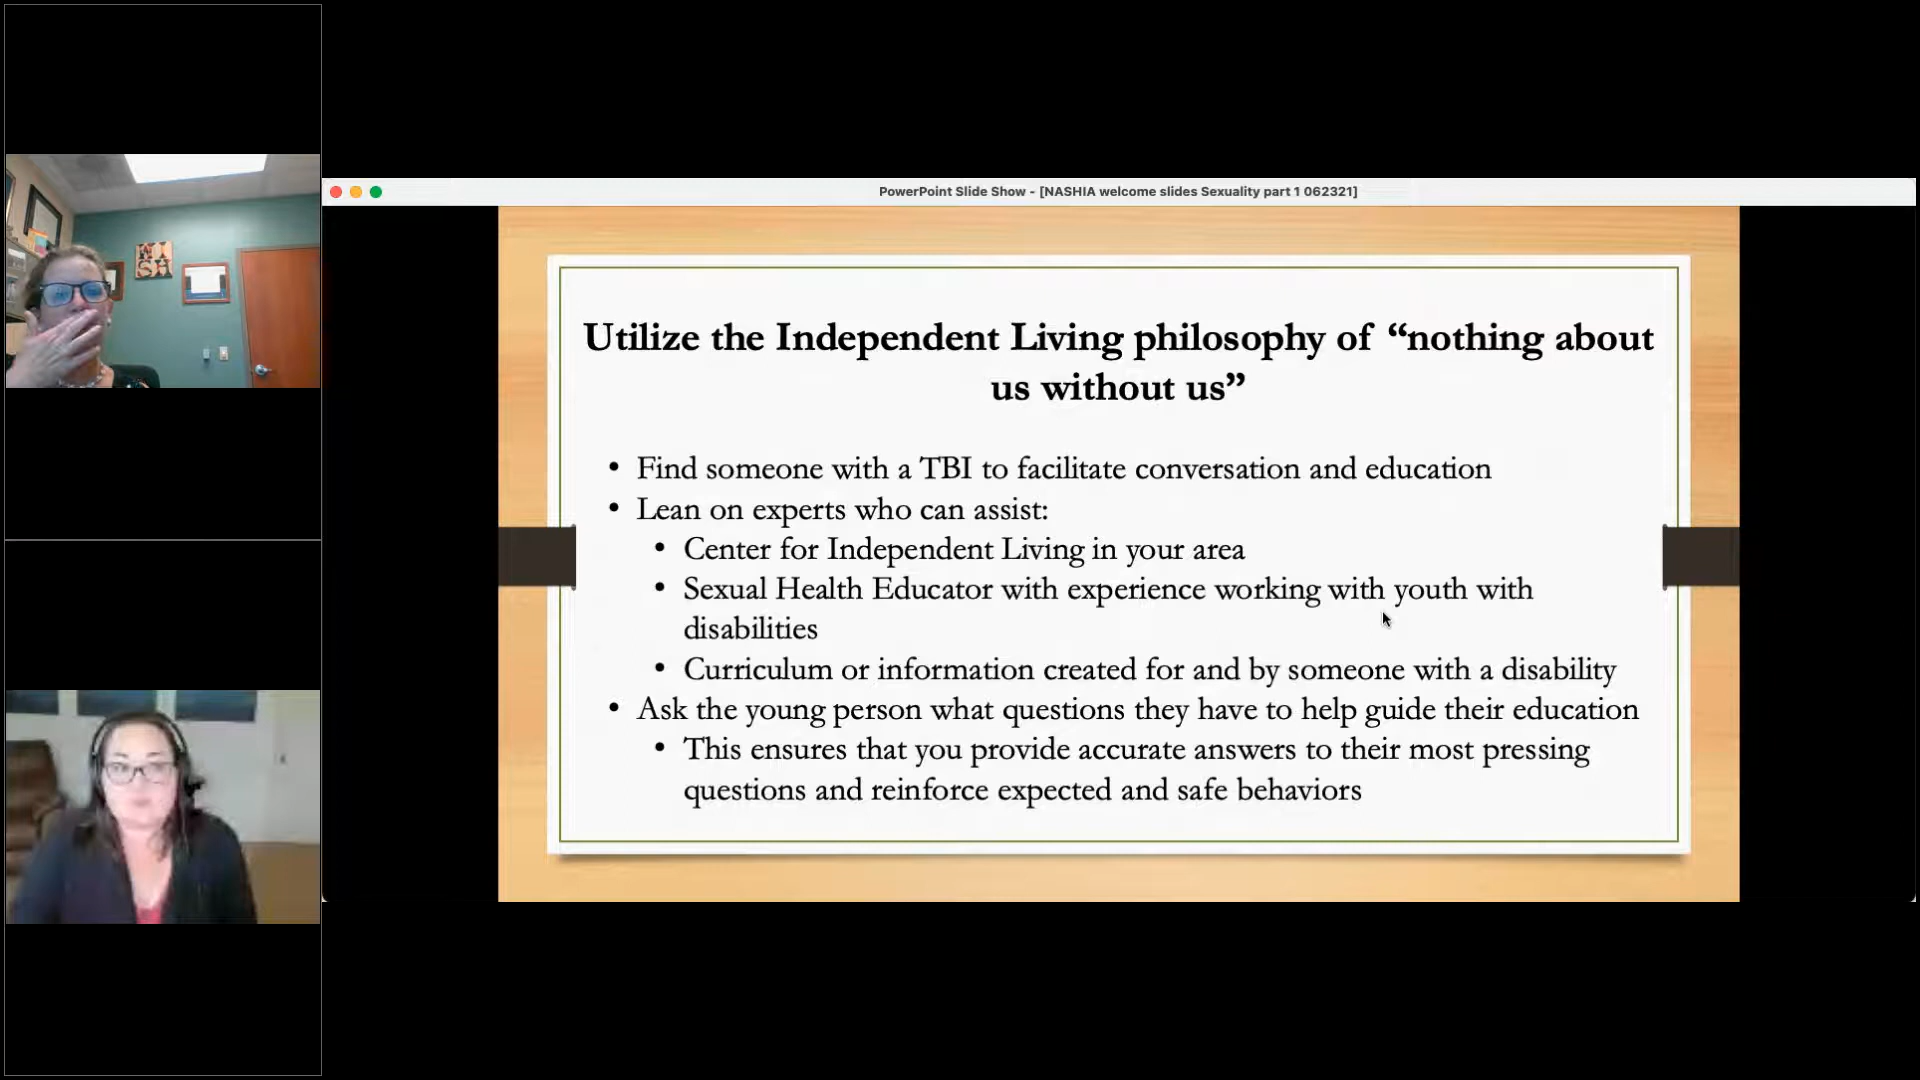 PowerPoint Slide Show - [NASHIA welcome slides Sexuality part 1 062321]
WI
SH
Utilize the Independent Living philosophy of “nothing about
us without us”
• Find someone with a TBI to facilitate conversation and education
• Lean on experts who can assist:
• Center for Independent Living in your area
• Sexual Health Educator with experience working with youth with
disabilities
• Curriculum or information created for and by someone with a disability
• Ask the young person what questions they have to help guide their education
• This ensures that you provide accurate answers to their most pressing
questions and reinforce expected and safe behaviors